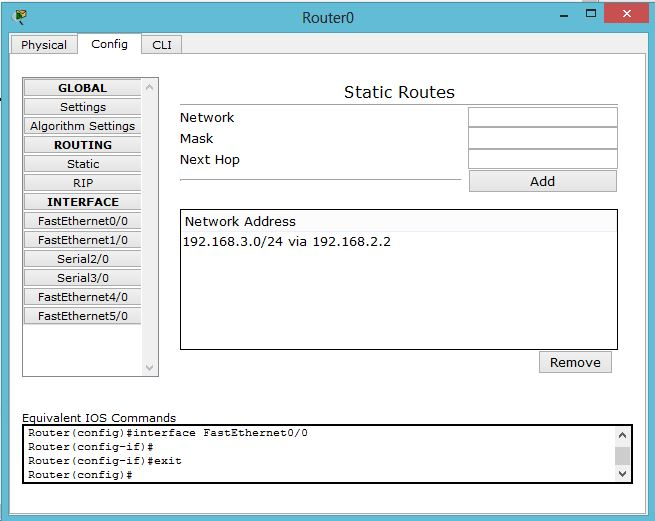 Router0
Physical Config CLI
GLOBAL
Settings
Algorithm Settings
ROUTING
Static
RIP
INTERFACE
FastEthernet0/0
FastEthernet1/0
Serial2/0
Serial3/0
FastEthernet4/0
FastEthernet5/0
Static Routes
Network
Mask
Next Hop
Add
Network Address
192.168.3.0/24 via 192.168.2.2
Remove
Equivalent IOS Commands
Router(config)#interface FastEthernet0/0
Router(config-if)#
Router(config-if)#exit
Router(config)#